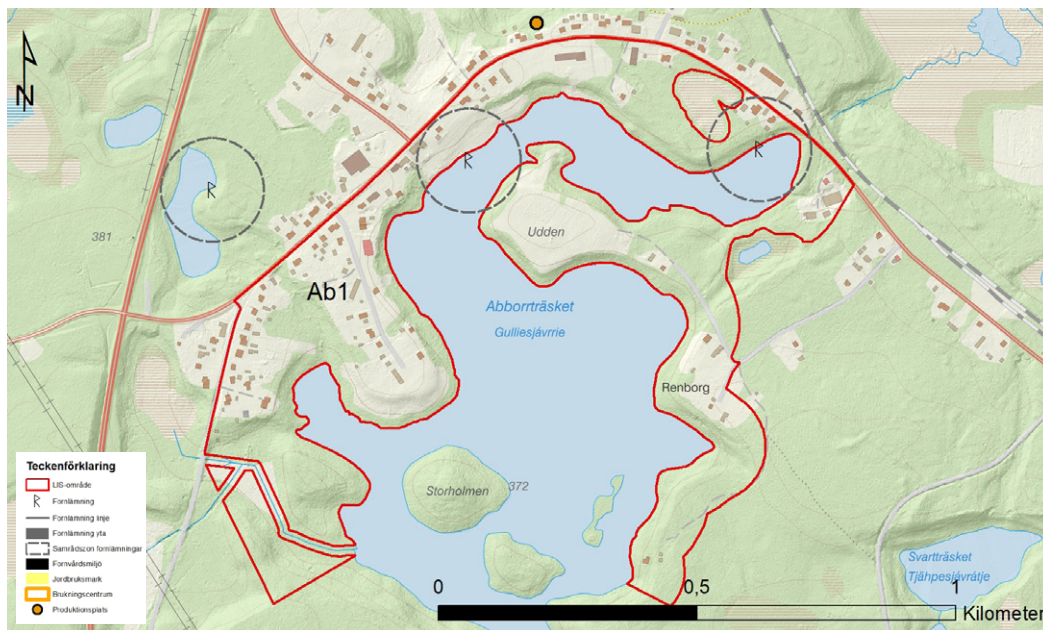 N
381
Udden
Ab1
Abborrträsket
Gulliesjávrrie
Renborg
Storholmen
372
Svartträsket
Tjáhpesjávrátje
Teckenförklaring
LIS-område
Fornlämning
Fornlämning linje
Fornlämning yta
Samrådszon fornlämningar
Fornvårdsmiljö
Jordbruksmark
Brukningscentrum
Produktionsplats
0
0,5
1
Kilometer